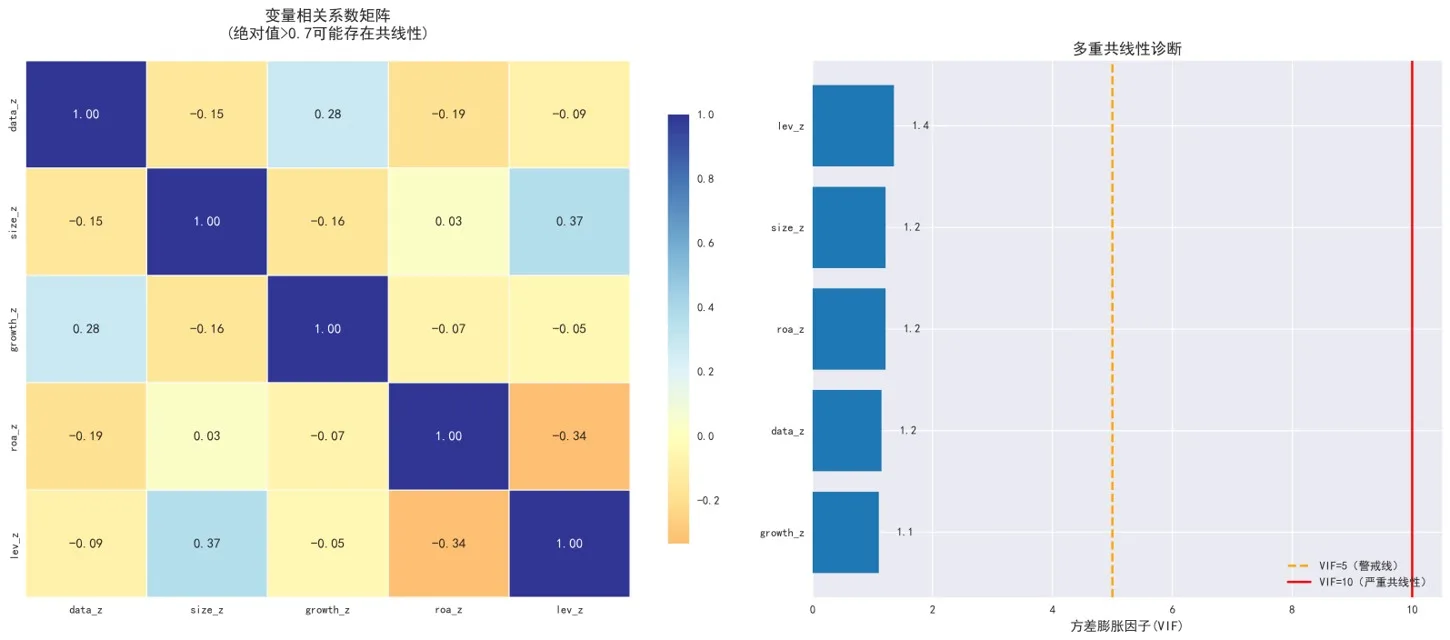 变量相关系数矩阵
(绝对值>0.7可能存在共线性)
data_z
1.00
-0.15
0.28
-0.19
-0.09
size_z
-0.15
1.00
-0.16
0.03
0.37
growth_z
0.28
-0.16
1.00
-0.07
-0.05
roa_z
-0.19
0.03
-0.07
1.00
-0.34
lev_z
-0.09
0.37
-0.05
-0.34
1.00
data_z
size_z
growth_z
roa_z
lev_z
1.0
0.8
0.6
0.4
0.2
0.0
-0.2
多重共线性诊断
lev_z
1.4
size_z
1.2
roa_z
1.2
data_z
1.2
growth_z
1.1
VIF=5（警戒线）
VIF=10（严重共线性）
0
2
4
6
8
10
方差膨胀因子(VIF)